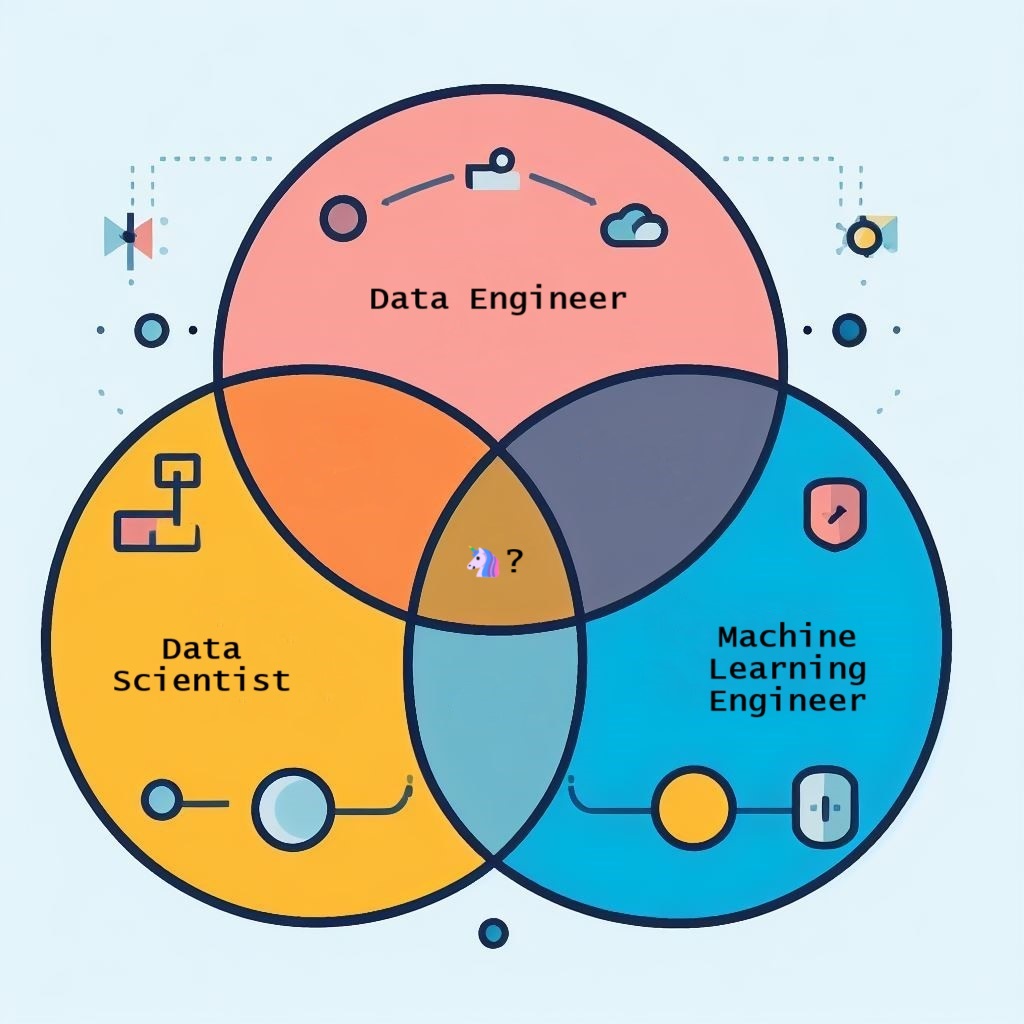 Data Engineer
🦄?
Data
Scientist
Machine
Learning
Engineer